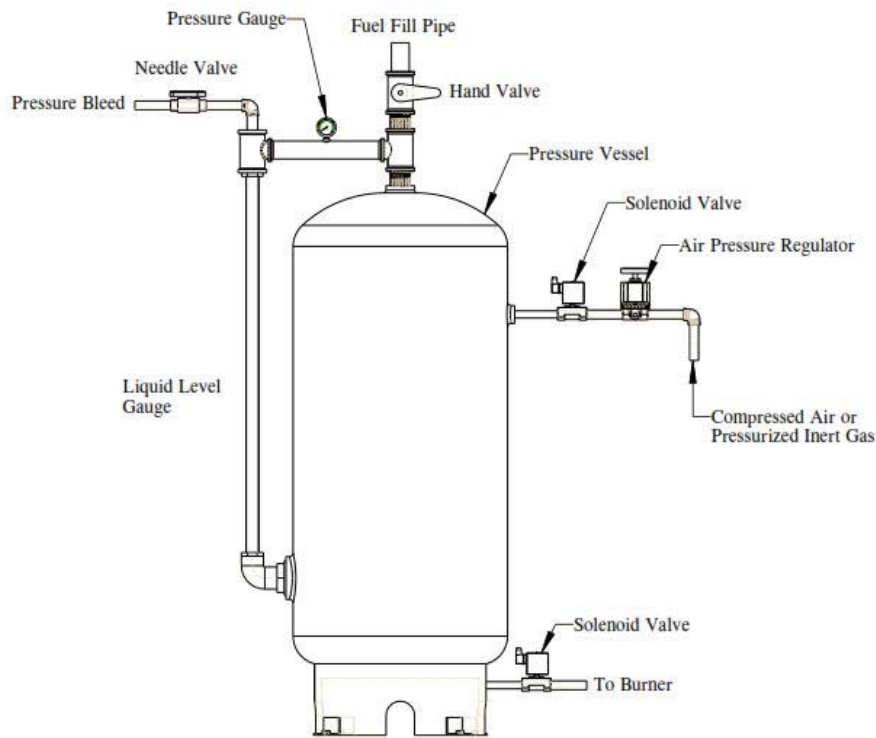 Pressure Gauge
Fuel Fill Pipe
Needle Valve
Pressure Bleed
Hand Valve
Pressure Vessel
Solenoid Valve
Air Pressure Regulator
Liquid Level
Gauge
Compressed Air or
Pressurized Inert Gas
Solenoid Valve
To Burner